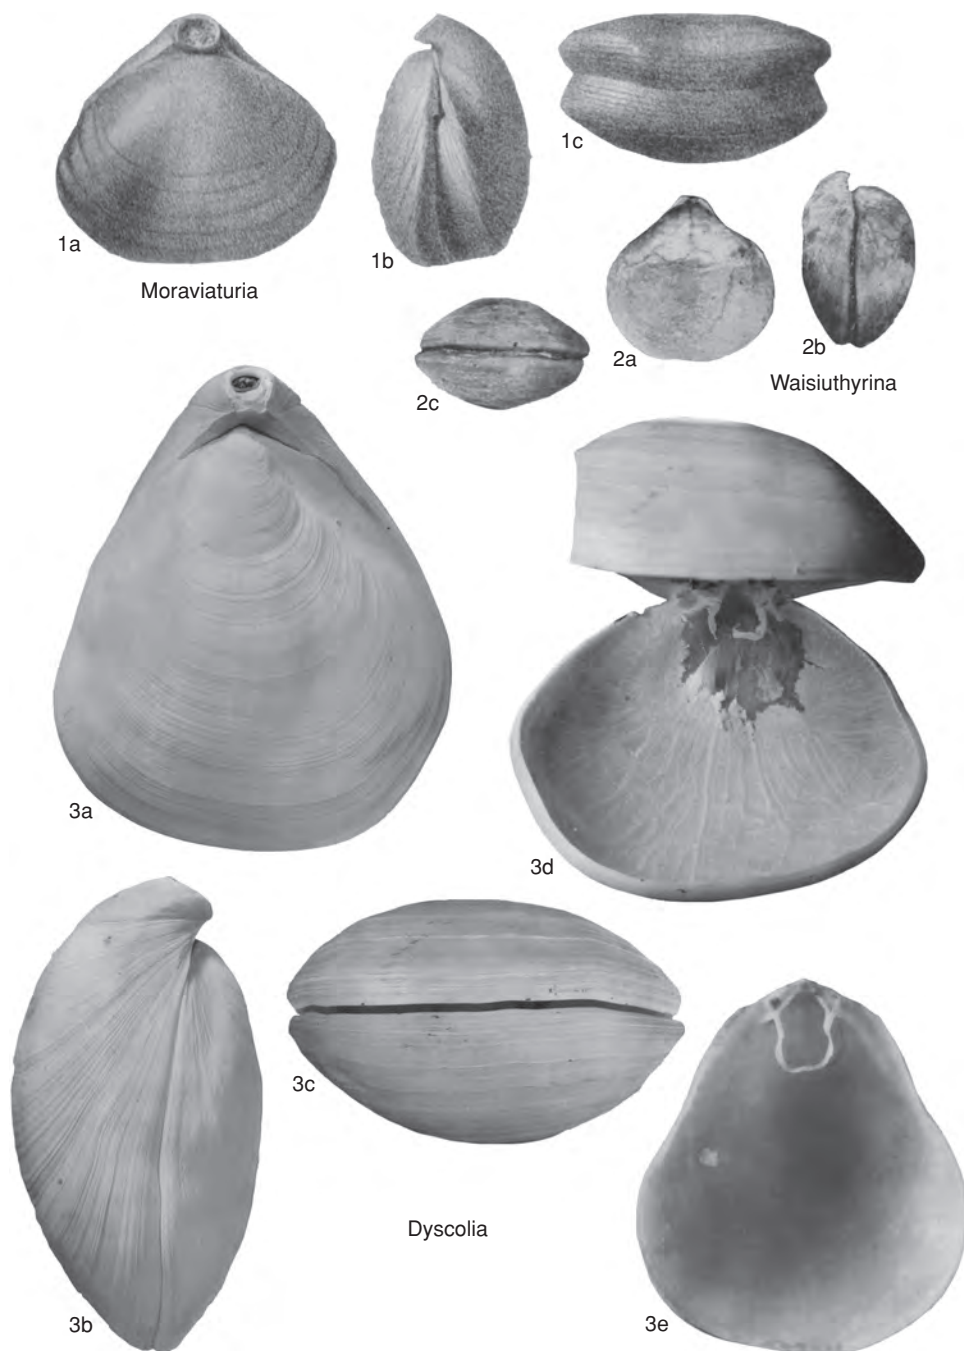 1a
1b
1c
Moraviaturia
2a
2b
2c
Waisiuthyrina
3a
3d
3c
3b
Dyscolia
3e